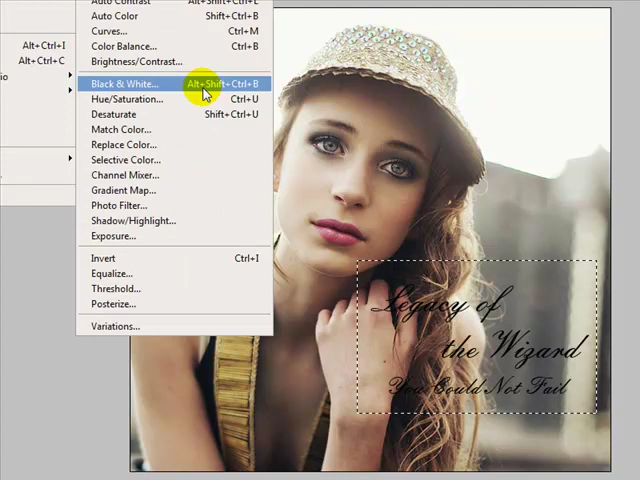 Auto Contrast Alt+Shift+Ctrl+L
Auto Color Shift+Ctrl+B
Curves... Ctrl+M
Color Balance... Ctrl+B
Brightness/Contrast...
Black & White... Alt+Shift+Ctrl+B
Hue/Saturation... Ctrl+U
Desaturate Shift+Ctrl+U
Match Color...
Replace Color...
Selective Color...
Channel Mixer...
Gradient Map...
Photo Filter...
Shadow/Highlight...
Exposure...
Invert Ctrl+I
Equalize...
Threshold...
Posterize...
Variations...
Alt+Ctrl+I
Alt+Ctrl+C
io
Legacy of
the Wizard
You Could Not Fail